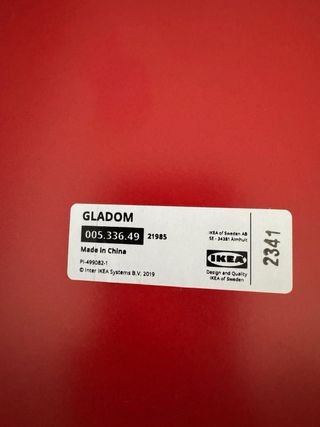 GLADOM
005.336.49 21985
Made in China
PI-499082-1
© Inter IKEA Systems B.V. 2019
IKEA of Sweden AB
SE - 34381 Älmhult
IKEA
Design and Quality
IKEA of Sweden
2341